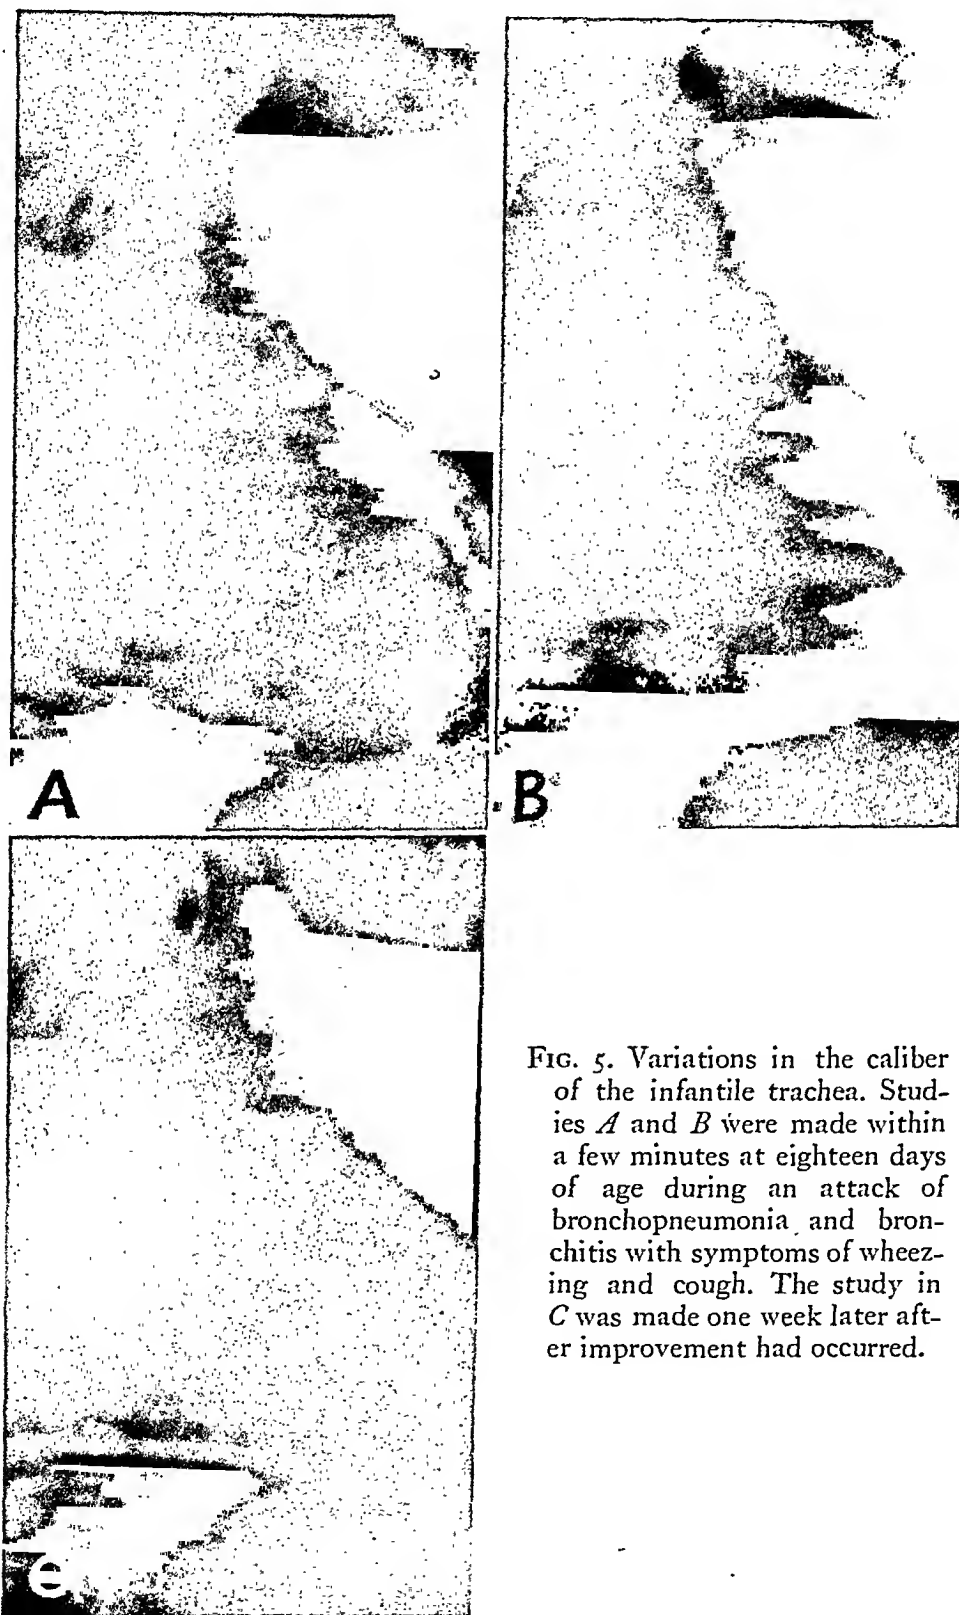 A
B
FIG. 5. Variations in the caliber
of the infantile trachea. Stud-
ies A and B were made within
a few minutes at eighteen days
of age during an attack of
bronchopneumonia and bron-
chitis with symptoms of wheez-
ing and cough. The study in
C was made one week later aft-
er improvement had occurred.